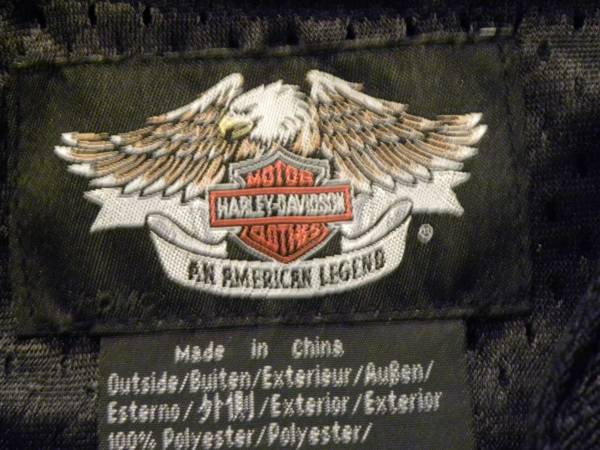 MOTOR
HARLEY-DAVIDSON
CLOTHES
AN AMERICAN LEGEND
®
Made in China
Outside/Buiten/Exterieur/Außen/
Esterno/外側/Exterior/Exterior
100% Polyester/Polyester/